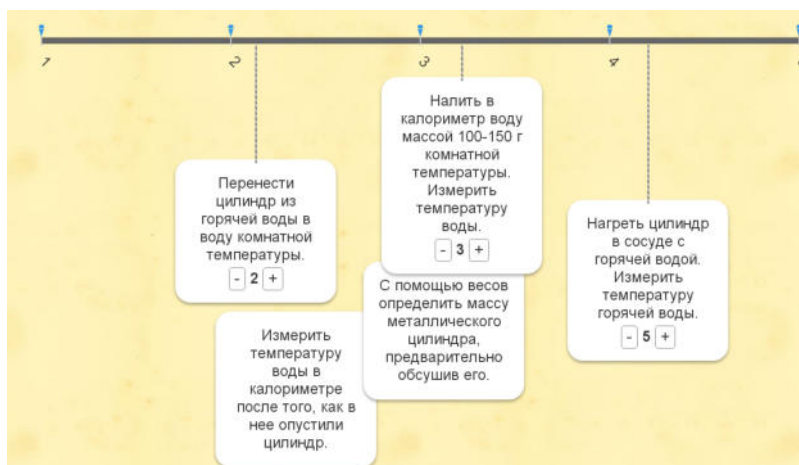 1
2
3
4
Налить в
калориметр воду
массой 100-150 г
комнатной
температуры.
Измерить
температуру
воды.
- 3 +
Перенести
цилиндр из
горячей воды в
воду комнатной
температуры.
- 2 +
Нагреть цилиндр
в сосуде с
горячей водой.
Измерить
температуру
горячей воды.
- 5 +
С помощью весов
определить массу
металлического
цилиндра,
предварительно
обсушив его.
Измерить
температуру
воды в
калориметре
после того, как в
нее опустили
цилиндр.